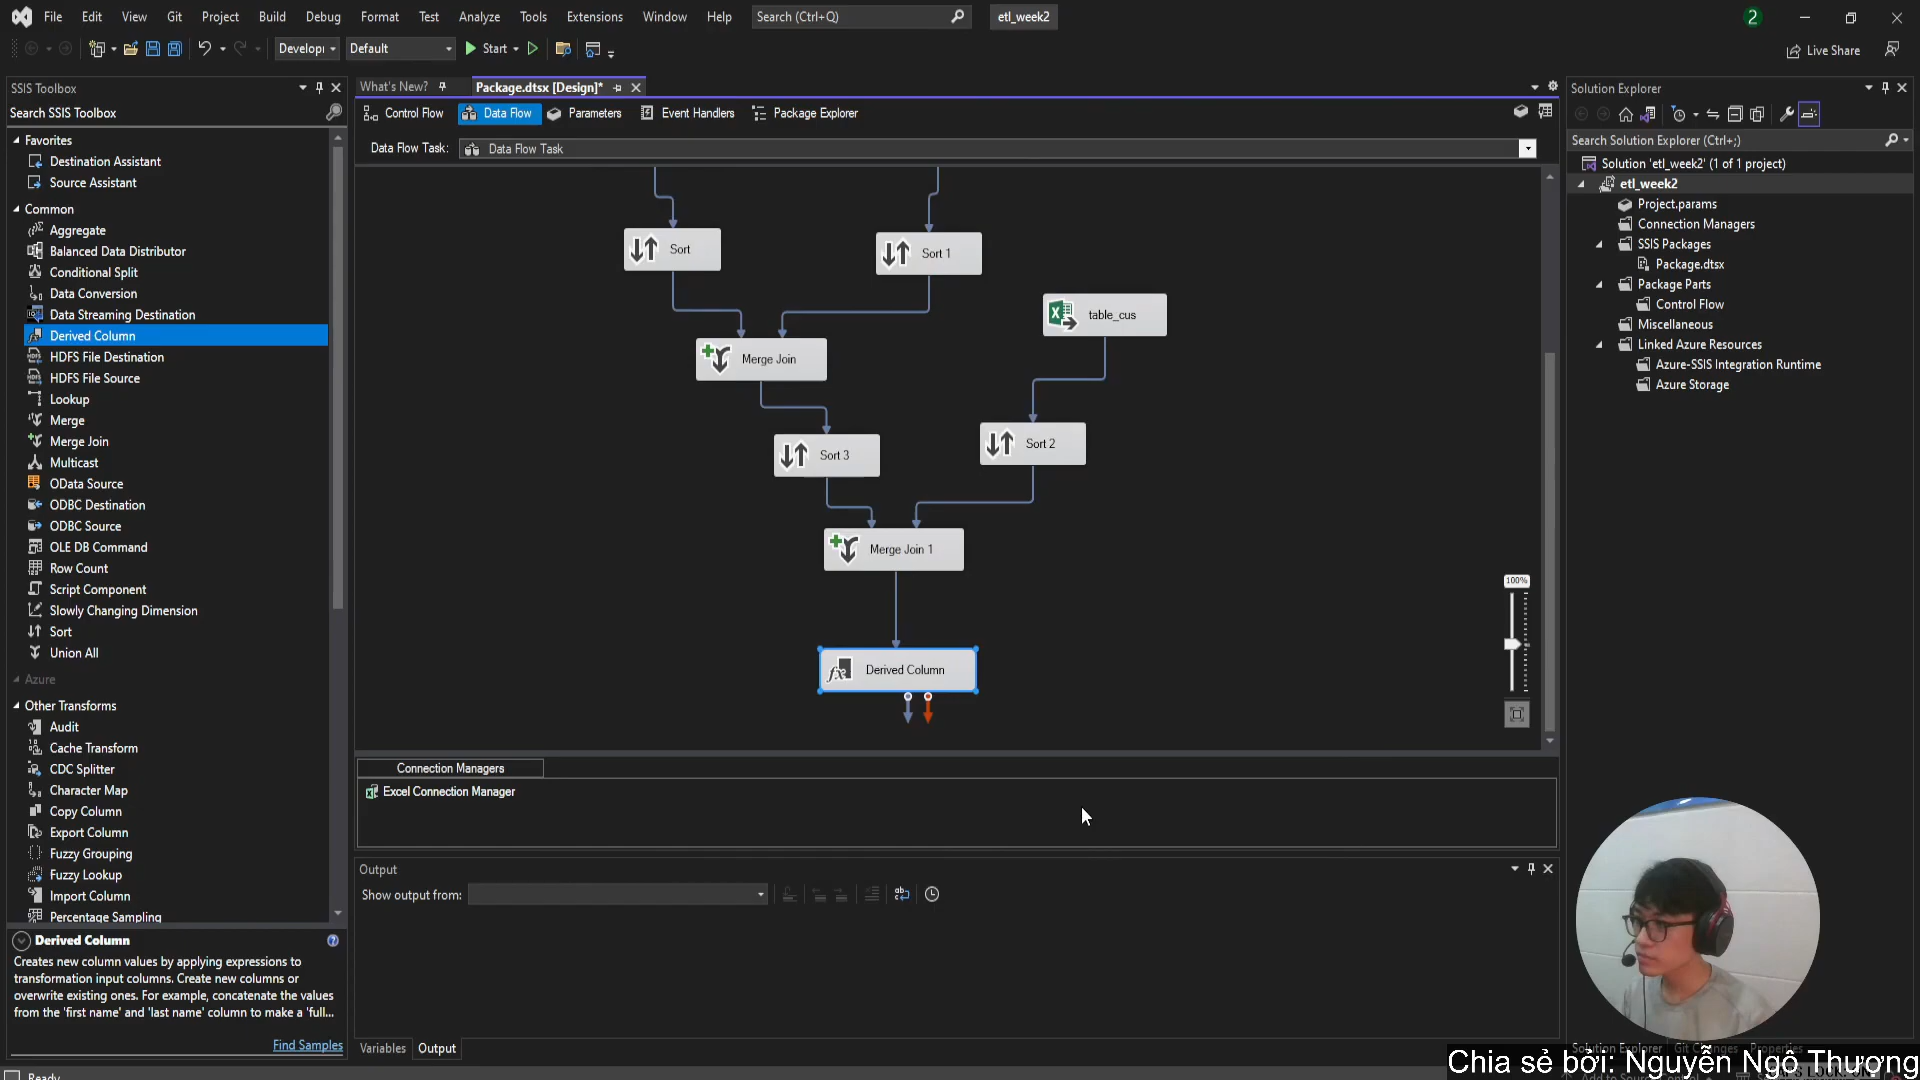 File Edit View Git Project Build Debug Format Test Analyze Tools Extensions Window Help Search (Ctrl+Q) etl_week2 2
Develop Default Start Live Share
SSIS Toolbox
Search SSIS Toolbox
Favorites
Destination Assistant
Source Assistant
Common
Aggregate
Balanced Data Distributor
Conditional Split
Data Conversion
Data Streaming Destination
Derived Column
HDFS File Destination
HDFS File Source
Lookup
Merge
Merge Join
Multicast
OData Source
ODBC Destination
ODBC Source
OLE DB Command
Row Count
Script Component
Slowly Changing Dimension
Sort
Union All
Azure
Other Transforms
Audit
Cache Transform
CDC Splitter
Character Map
Copy Column
Export Column
Fuzzy Grouping
Fuzzy Lookup
Import Column
Percentage Sampling
Derived Column
Creates new column values by applying expressions to
transformation input columns. Create new columns or
overwrite existing ones. For example, concatenate the values
from the 'first name' and 'last name' column to make a 'full...
Find Samples
Ready
What's New? Package.dtsx [Design]*
Control Flow Data Flow Parameters Event Handlers Package Explorer
Data Flow Task: Data Flow Task
Sort
Sort 1
table_cus
Merge Join
Sort 3
Sort 2
Merge Join 1
Derived Column
100%
Connection Managers
Excel Connection Manager
Output
Show output from:
Variables Output
Solution Explorer
Search Solution Explorer (Ctrl+;)
Solution 'etl_week2' (1 of 1 project)
etl_week2
Project.params
Connection Managers
SSIS Packages
Package.dtsx
Package Parts
Control Flow
Miscellaneous
Linked Azure Resources
Azure-SSIS Integration Runtime
Azure Storage
Solution Explorer Git Changes Properties
Chia sẻ bởi: Nguyễn Ngô Thượng